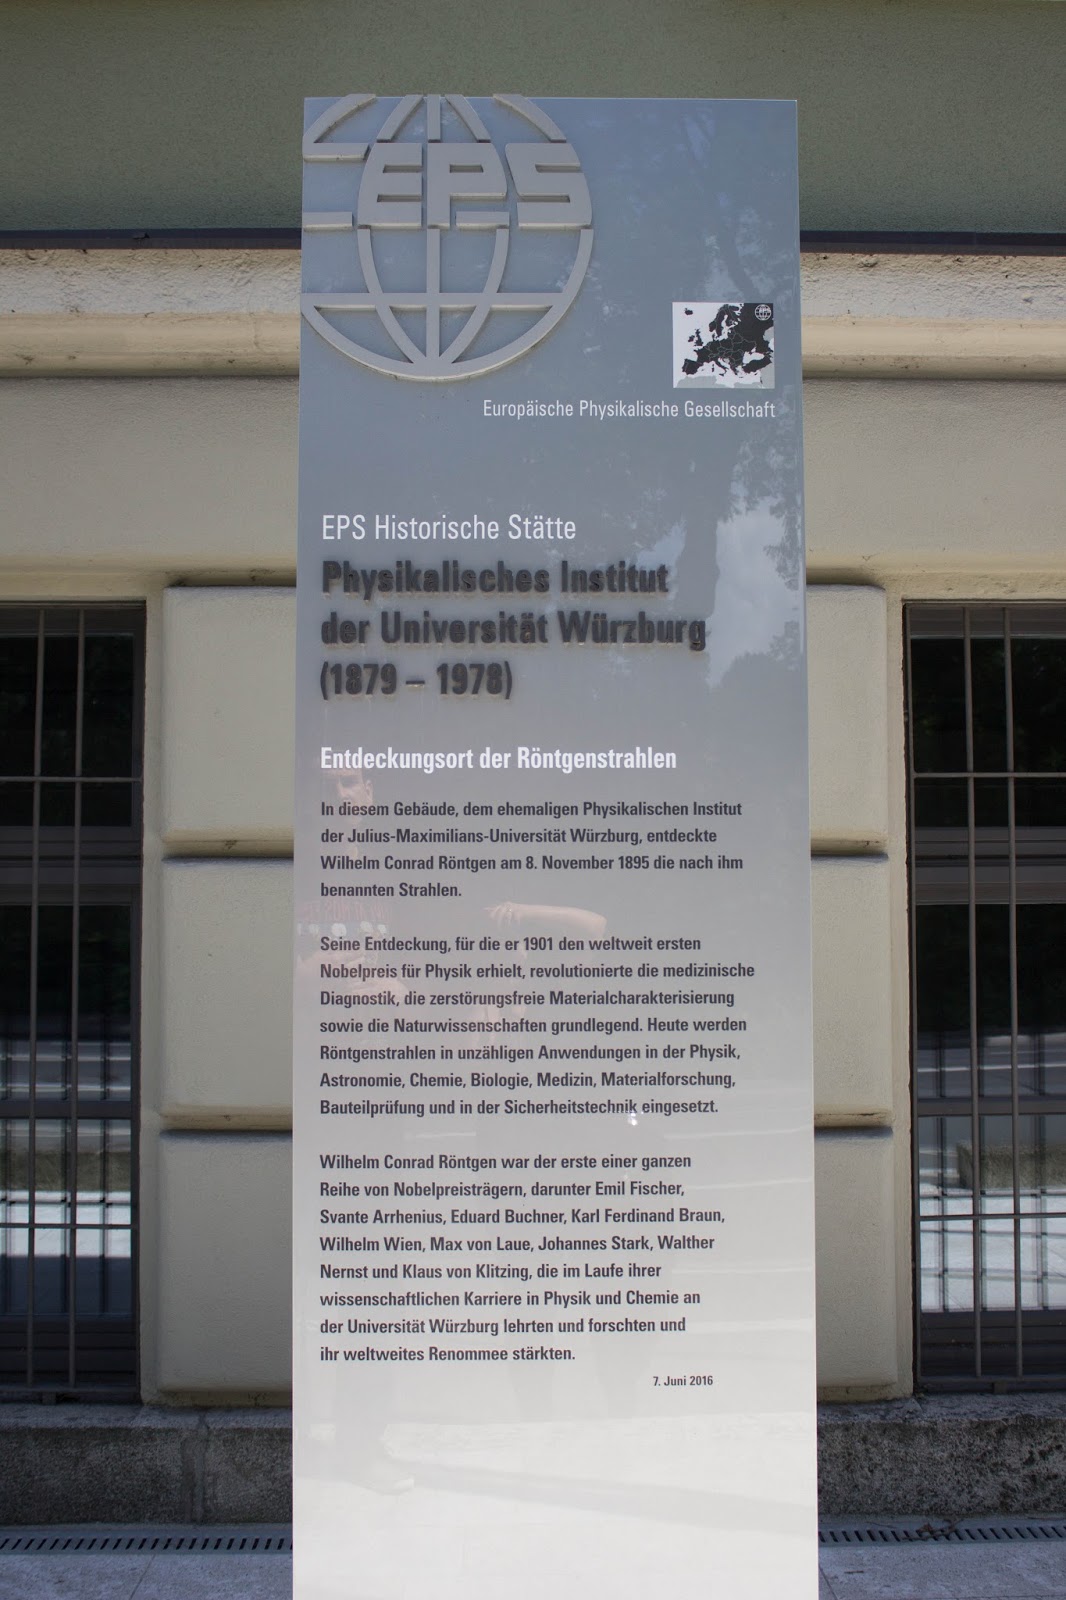 EPS
Europäische Physikalische Gesellschaft
EPS Historische Stätte
Physikalisches Institut
der Universität Würzburg
(1879 – 1978)
Entdeckungsort der Röntgenstrahlen
In diesem Gebäude, dem ehemaligen Physikalischen Institut
der Julius-Maximilians-Universität Würzburg, entdeckte
Wilhelm Conrad Röntgen am 8. November 1895 die nach ihm
benannten Strahlen.
Seine Entdeckung, für die er 1901 den weltweit ersten
Nobelpreis für Physik erhielt, revolutionierte die medizinische
Diagnostik, die zerstörungsfreie Materialcharakterisierung
sowie die Naturwissenschaften grundlegend. Heute werden
Röntgenstrahlen in unzähligen Anwendungen in der Physik,
Astronomie, Chemie, Biologie, Medizin, Materialforschung,
Bauteilprüfung und in der Sicherheitstechnik eingesetzt.
Wilhelm Conrad Röntgen war der erste einer ganzen
Reihe von Nobelpreisträgern, darunter Emil Fischer,
Svante Arrhenius, Eduard Buchner, Karl Ferdinand Braun,
Wilhelm Wien, Max von Laue, Johannes Stark, Walther
Nernst und Klaus von Klitzing, die im Laufe ihrer
wissenschaftlichen Karriere in Physik und Chemie an
der Universität Würzburg lehrten und forschten und
ihr weltweites Renommee stärkten.
7. Juni 2016